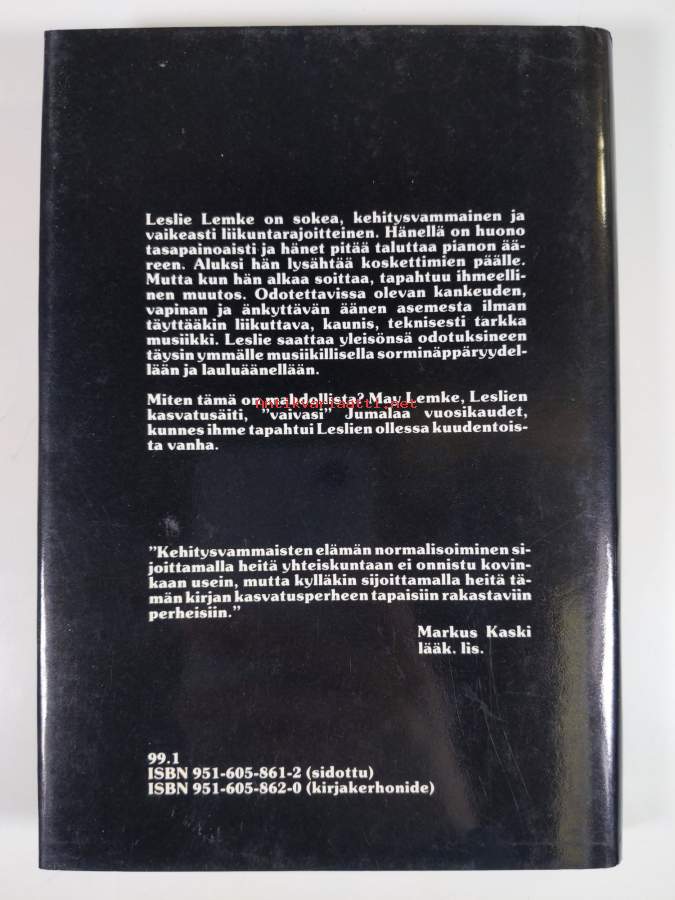 Leslie Lemke on sokea, kehitysvammainen ja
vaikeasti liikuntarajoitteinen. Hänellä on huono
tasapainoaisti ja hänet pitää taluttaa pianon ää-
reen. Aluksi hän lysähtää koskettimien päälle.
Mutta kun hän alkaa soittaa, tapahtuu ihmeelli-
nen muutos. Odotettavissa olevan kankeuden,
vapinan ja änkyttävän äänen asemesta ilman
täyttääkin liikuttava, kaunis, teknisesti tarkka
musiikki. Leslie saattaa yleisönsä odotuksineen
täysin ymmälle musiikillisella sorminäppäryydel-
lään ja lauluäänellään.
Miten tämä on mahdollista? May Lemke, Leslien
Antikvariaatti.net
kasvatusäiti, "vaivasi" Jumalaa vuosikaudet,
kunnes ihme tapahtui Leslien ollessa kuudentois-
ta vanha.
"Kehitysvammaisten elämän normalisoiminen si-
joittamalla heitä yhteiskuntaan ei onnistu kovin-
kaan usein, mutta kylläkin sijoittamalla heitä tä-
män kirjan kasvatusperheen tapaisiin rakastaviin
perheisiin."
Markus Kaski
lääk. lis.
99.1
ISBN 951-605-861-2 (sidottu)
ISBN 951-605-862-0 (kirjakerhonide)